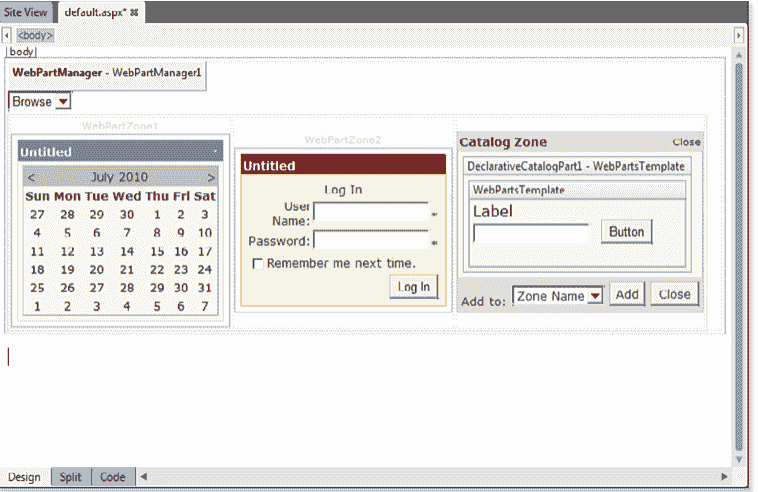 Site View default.aspx*
<body>
body
WebPartManager - WebPartManager1
Browse
WebPartZone1
Untitled
< July 2010 >
Sun Mon Tue Wed Thu Fri Sat
27 28 29 30 1 2 3
4 5 6 7 8 9 10
11 12 13 14 15 16 17
18 19 20 21 22 23 24
25 26 27 28 29 30 31
1 2 3 4 5 6 7
WebPartZone2
Untitled
Log In
User
Name: *
Password: *
Remember me next time.
Log In
Catalog Zone Close
DeclarativeCatalogPart1 - WebPartsTemplate
WebPartsTemplate
Label
Button
Add to: Zone Name Add Close
Design Split Code